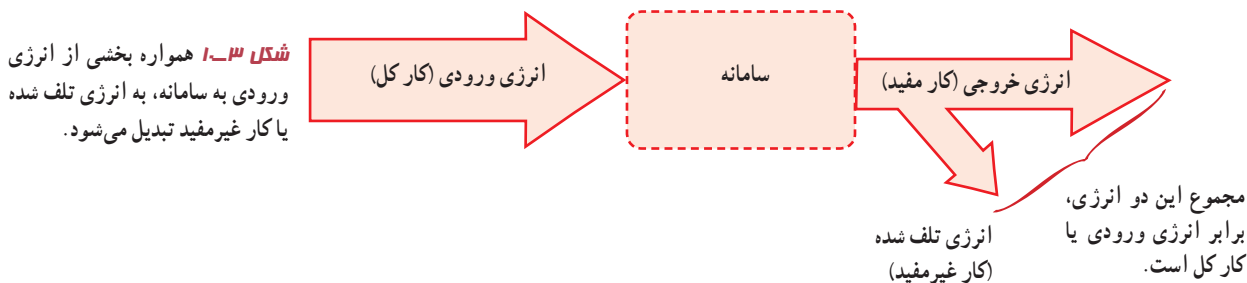 شکل ۳ــ۱۰ همواره بخشی از انرژی
ورودی به سامانه، به انرژی تلف شده
یا کار غیرمفید تبدیل می‌شود.
انرژی ورودی (کار کل)
سامانه
انرژی خروجی (کار مفید)
انرژی تلف شده
(کار غیرمفید)
مجموع این دو انرژی،
برابر انرژی ورودی یا
کار کل است.